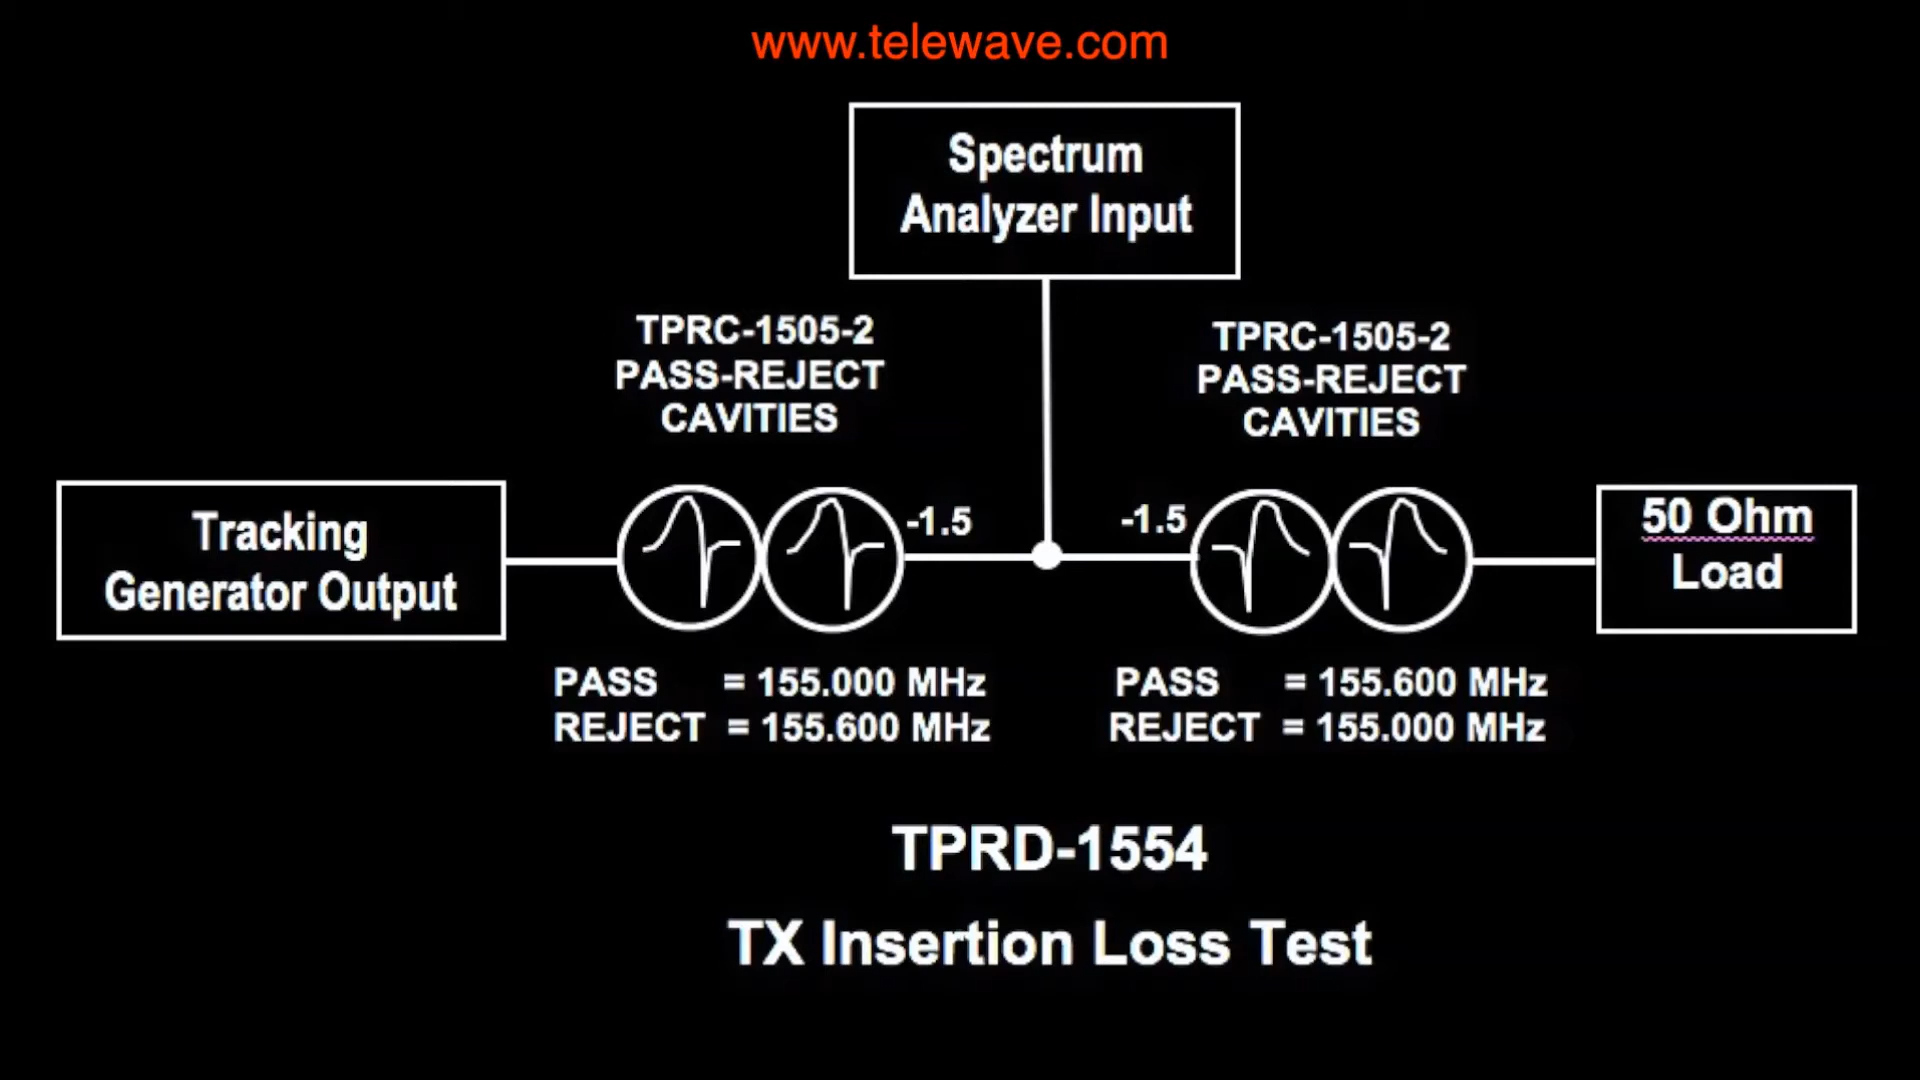 www.telewave.com
Spectrum
Analyzer Input
TPRC-1505-2
PASS-REJECT
CAVITIES
TPRC-1505-2
PASS-REJECT
CAVITIES
Tracking
Generator Output
-1.5
-1.5
50 Ohm
Load
PASS = 155.000 MHz
REJECT = 155.600 MHz
PASS = 155.600 MHz
REJECT = 155.000 MHz
TPRD-1554
TX Insertion Loss Test